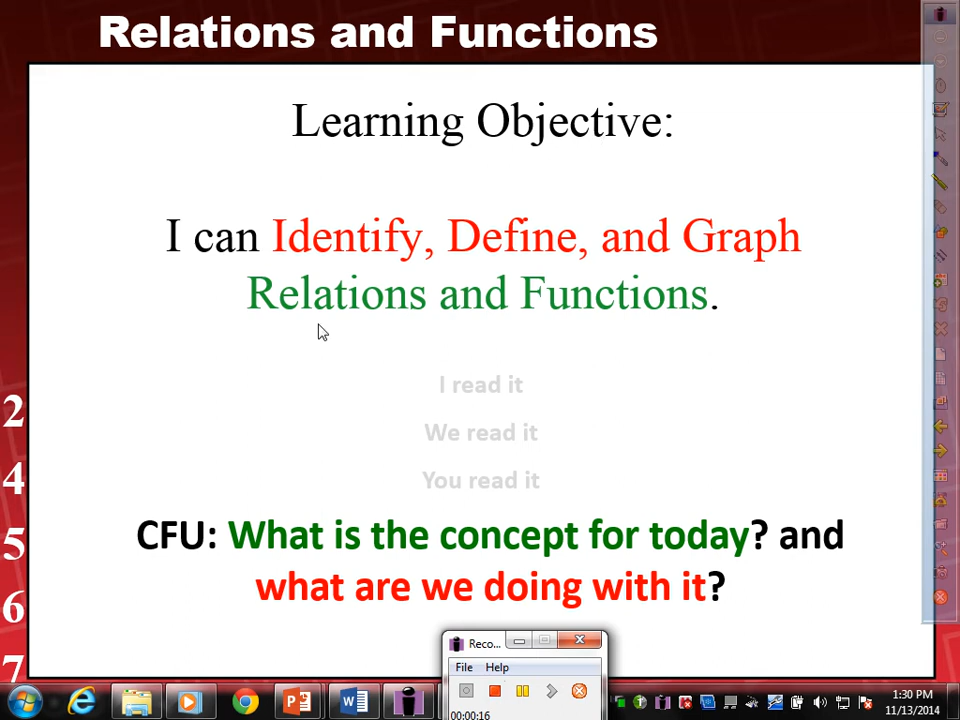 Relations and Functions
Learning Objective:
I can Identify, Define, and Graph
Relations and Functions.
I read it
We read it
You read it
CFU: What is the concept for today? and
what are we doing with it?
2
4
5
6
7
Reco...
File Help
00:00:16
1:30 PM
11/13/2014